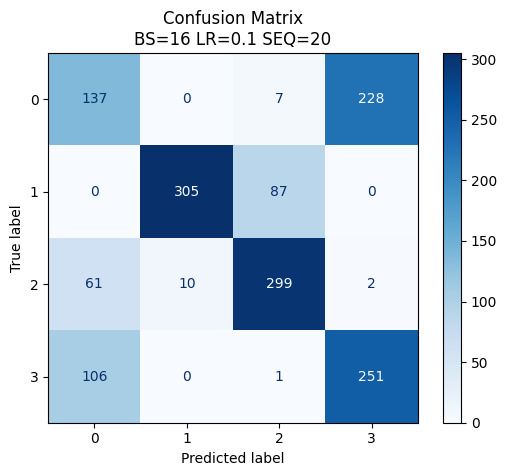 Confusion Matrix
BS=16 LR=0.1 SEQ=20
True label
0
137 0 7 228
1
0 305 87 0
2
61 10 299 2
3
106 0 1 251
0 1 2 3
Predicted label
300
250
200
150
100
50
0